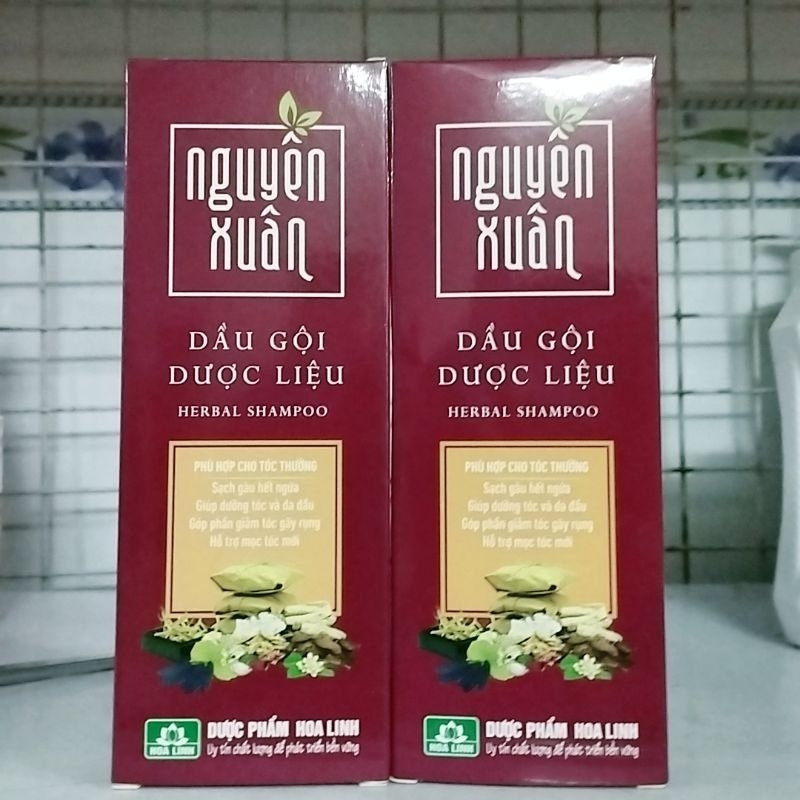 nguyên
xuân
DẦU GỘI
DƯỢC LIỆU
HERBAL SHAMPOO
PHÙ HỢP CHO TÓC THƯỜNG
Sạch gàu hết ngứa
Giúp dưỡng tóc và da đầu
Góp phần giảm tóc gãy rụng
Hỗ trợ mọc tóc mới
HOA LINH
DƯỢC PHẨM HOA LINH
Uy tín chất lượng để phát triển bền vững
nguyên
xuân
DẦU GỘI
DƯỢC LIỆU
HERBAL SHAMPOO
PHÙ HỢP CHO TÓC THƯỜNG
Sạch gàu hết ngứa
Giúp dưỡng tóc và da đầu
Góp phần giảm tóc gãy rụng
Hỗ trợ mọc tóc mới
HOA LINH
DƯỢC PHẨM HOA LINH
Uy tín chất lượng để phát triển bền vững